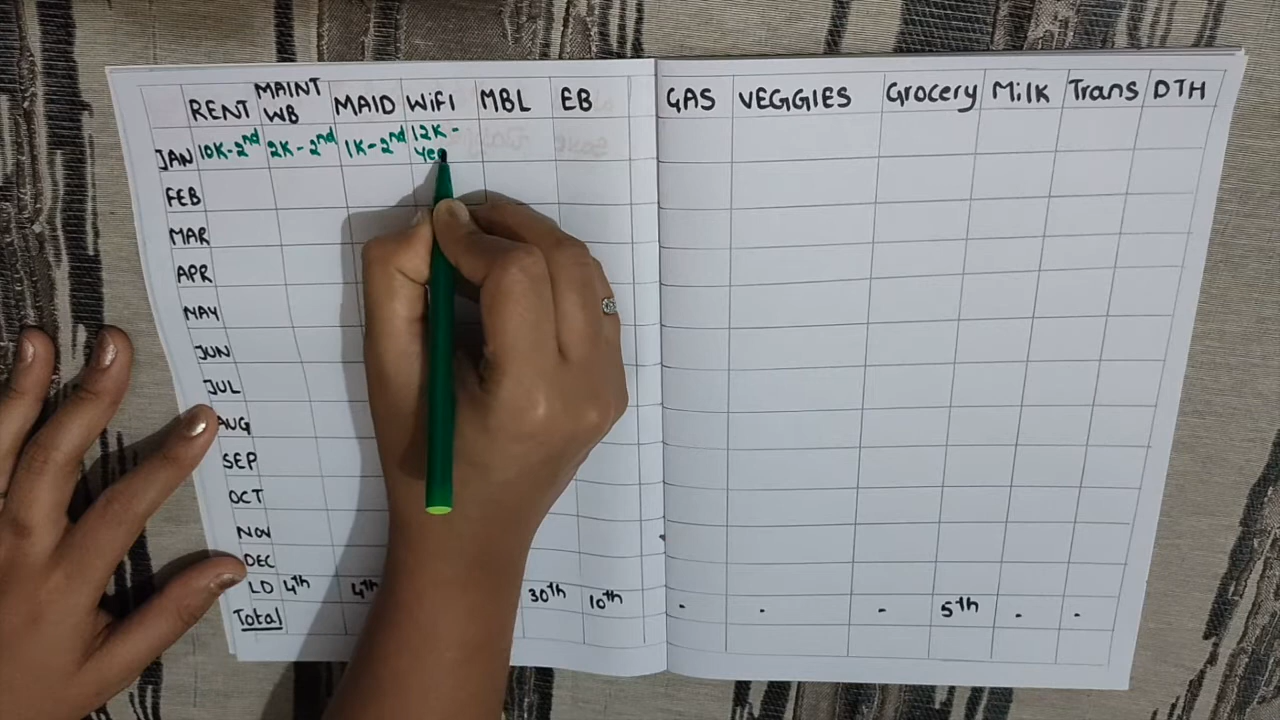 RENT MAINT WB MAID WiFi MBL EB GAS VEGGIES Grocery Milk Trans DTH
JAN 10K-2nd 2K-2nd 1K-2nd 12K-
FEB
MAR
APR
MAY
JUN
JUL
AUG
SEP
OCT
NOV
DEC
LD 4th 4th 30th 10th - - - 5th - -
Total